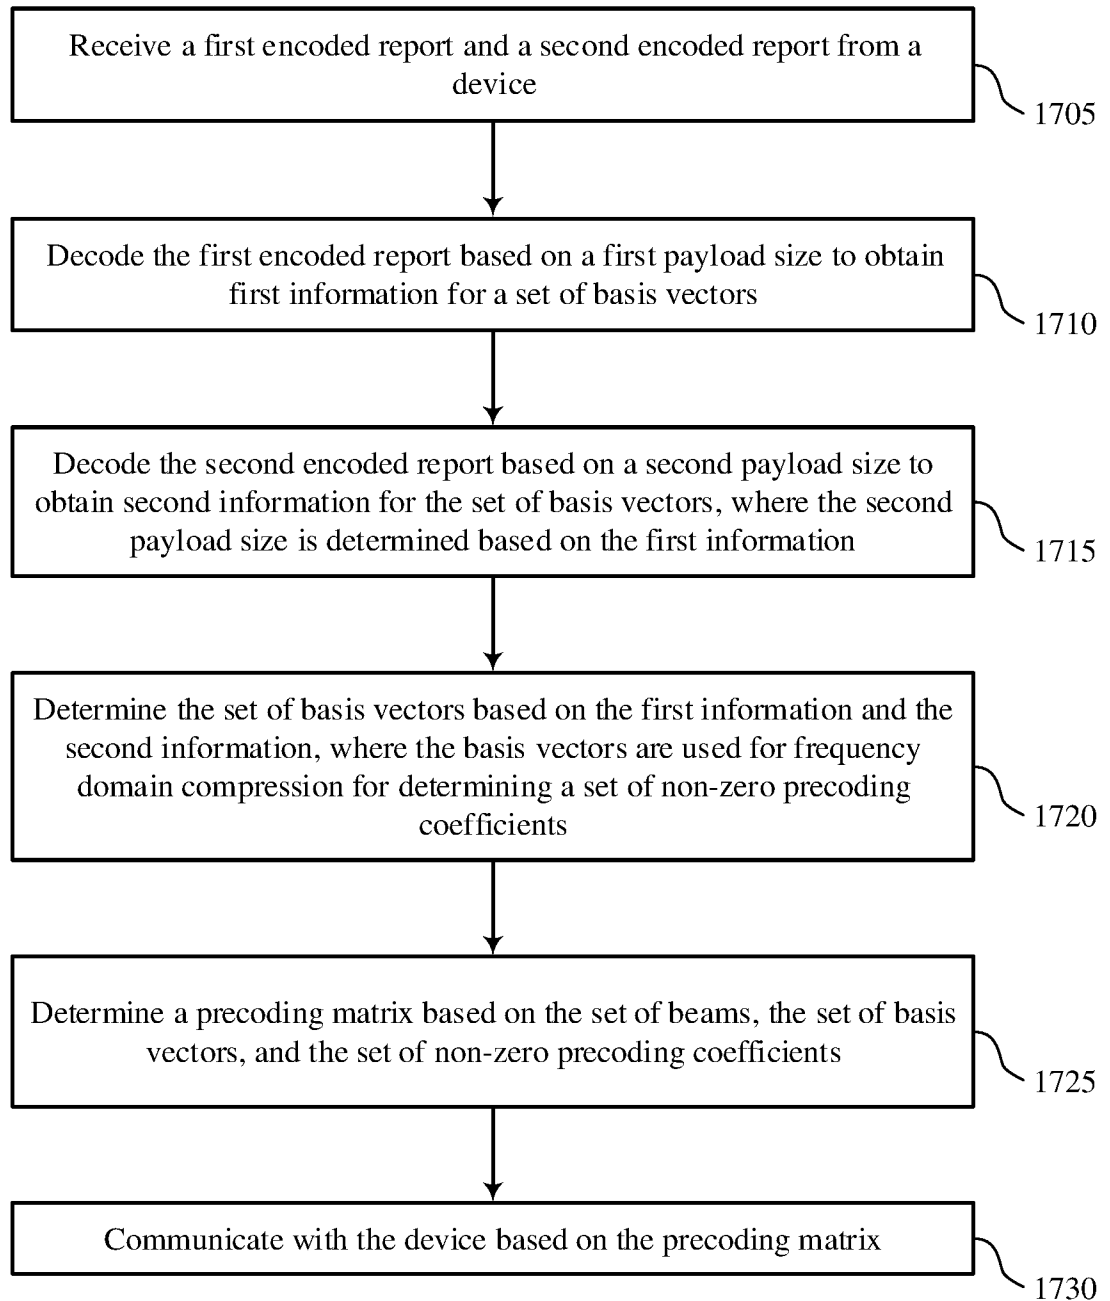 Receive a first encoded report and a second encoded report from a
device
1705
Decode the first encoded report based on a first payload size to obtain
first information for a set of basis vectors
1710
Decode the second encoded report based on a second payload size to
obtain second information for the set of basis vectors, where the second
payload size is determined based on the first information
1715
Determine the set of basis vectors based on the first information and the
second information, where the basis vectors are used for frequency
domain compression for determining a set of non-zero precoding
coefficients
1720
Determine a precoding matrix based on the set of beams, the set of basis
vectors, and the set of non-zero precoding coefficients
1725
Communicate with the device based on the precoding matrix
1730